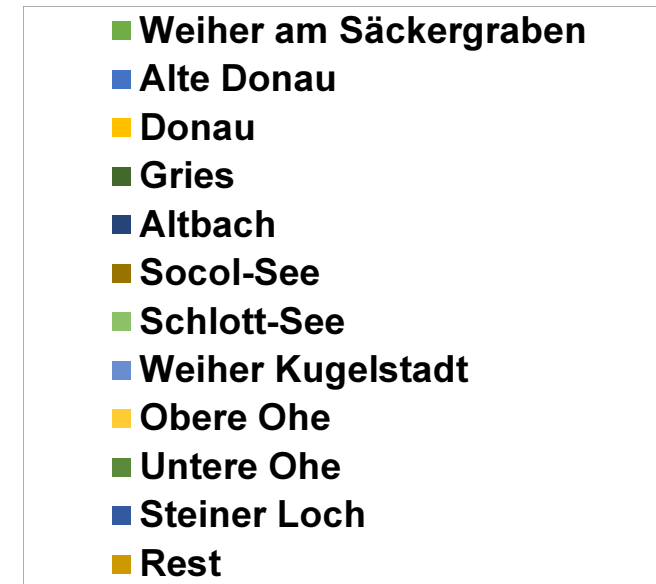 Weiher am Säckergraben
Alte Donau
Donau
Gries
Altbach
Socol-See
Schlott-See
Weiher Kugelstadt
Obere Ohe
Untere Ohe
Steiner Loch
Rest